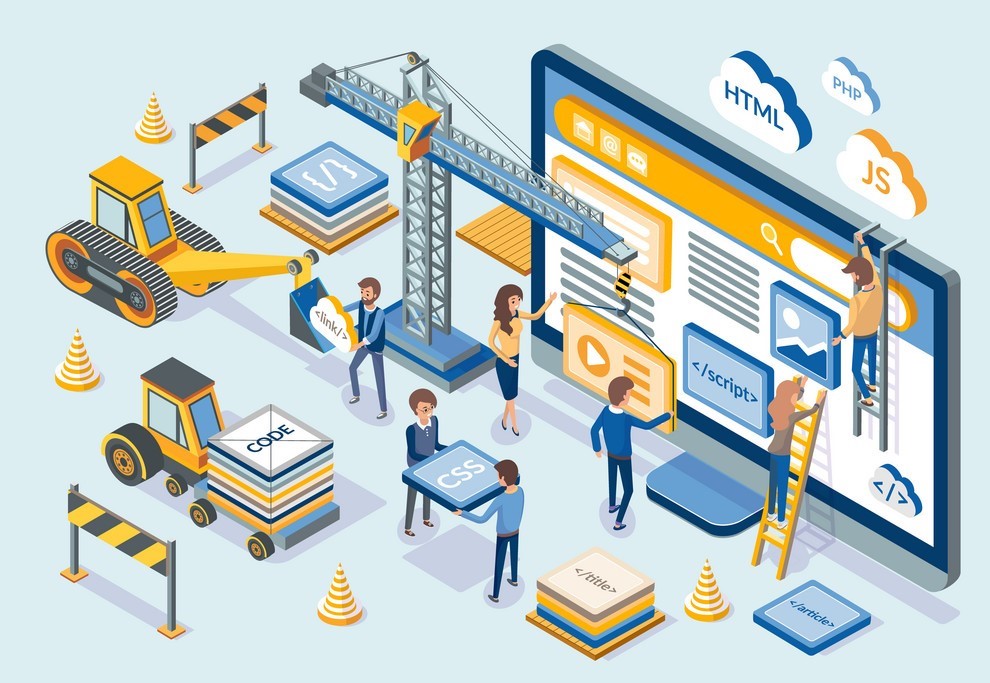 HTML
PHP
JS
{/}
@
<link/>
</script>
CODE
CSS
</>
</title>
</article>